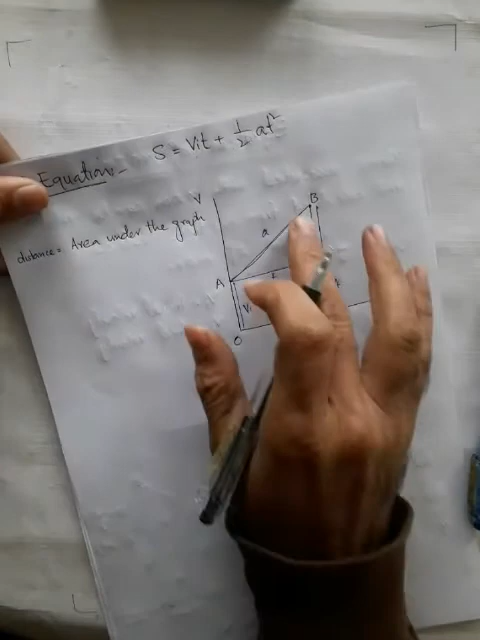 Equation:- S = Vit + 1/2 at²
distance = Area under the graph
V
B
a
A
t
Vi
t
O